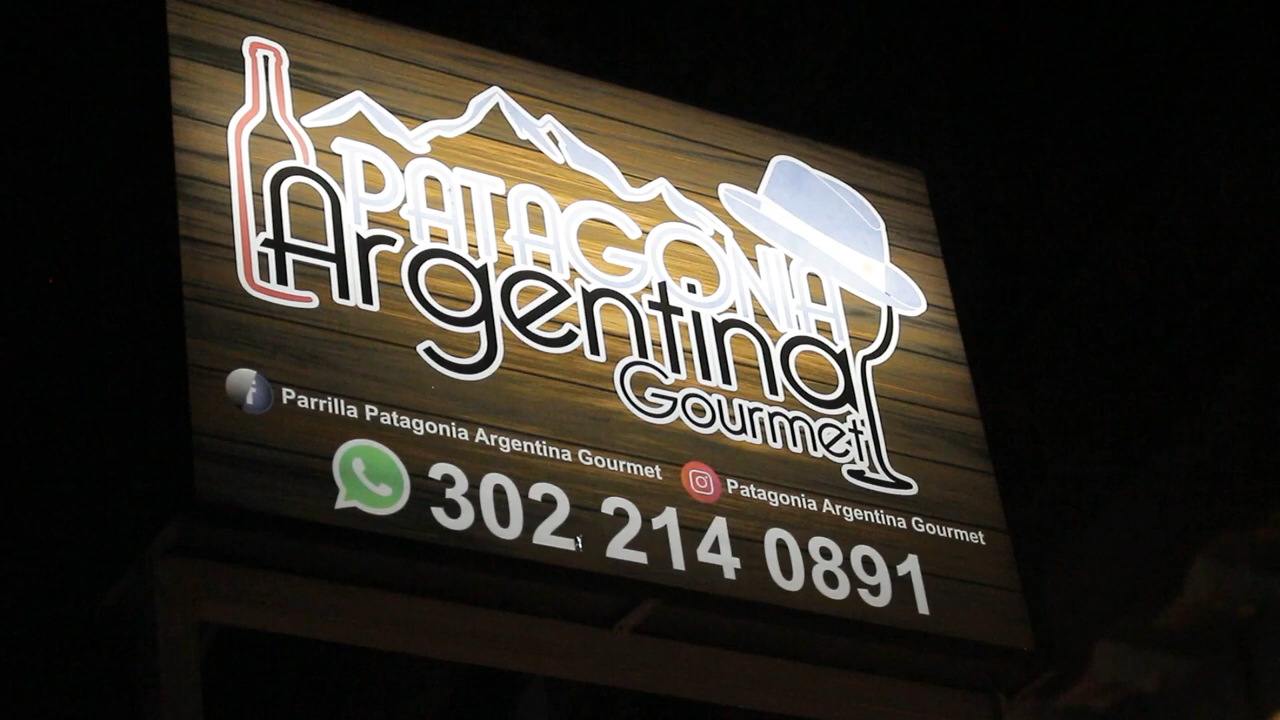 PATAGONIA
Argentina
Gourmet
Parrilla Patagonia Argentina Gourmet
Patagonia Argentina Gourmet
302 214 0891